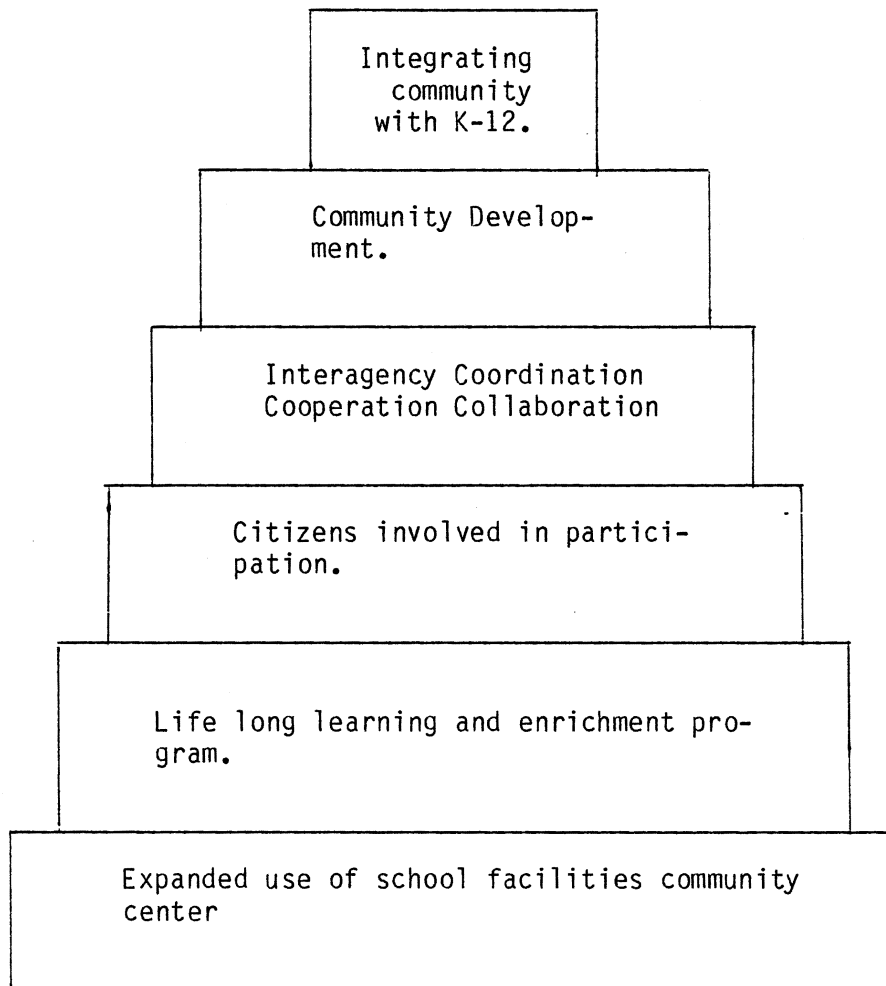 Integrating
community
with K-12.
Community Develop-
ment.
Interagency Coordination
Cooperation Collaboration
Citizens involved in partici-
pation.
Life long learning and enrichment pro-
gram.
Expanded use of school facilities community
center